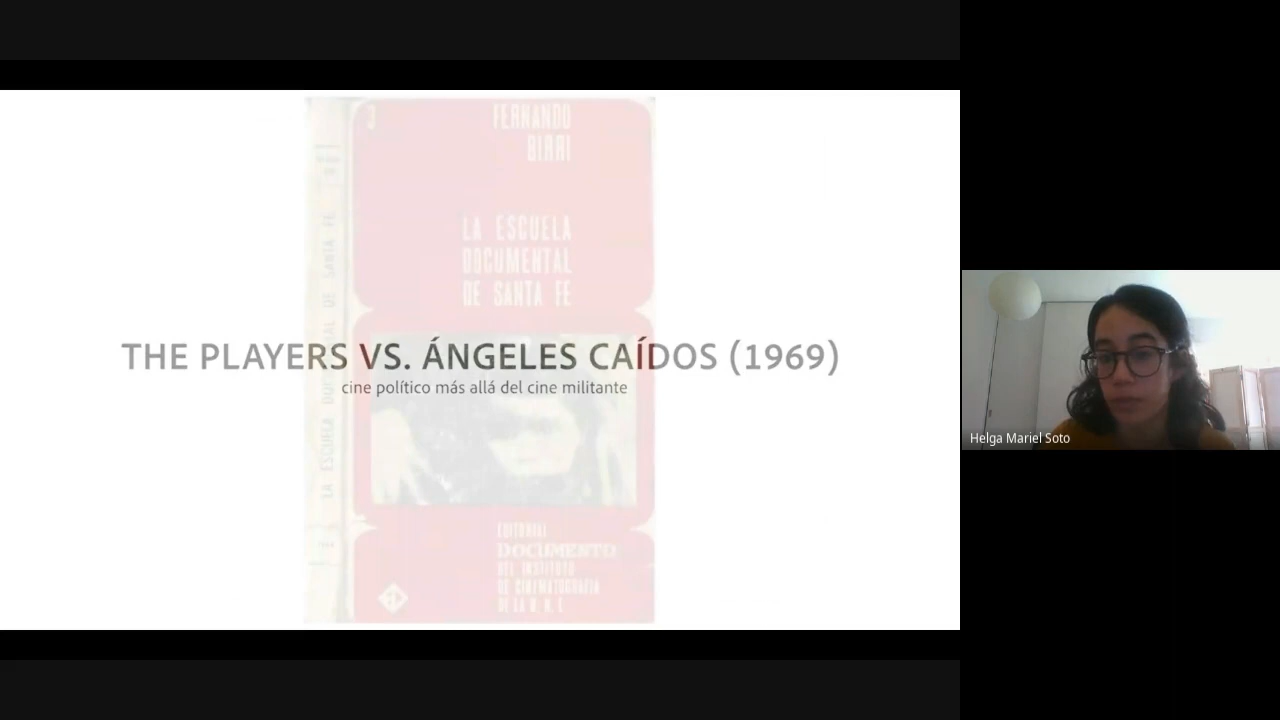 3
FERNANDO
BIRRI
LA ESCUELA
DOCUMENTAL
DE SANTA FE
LA ESCUELA DOCUMENTAL DE SANTA FE
THE PLAYERS VS. ÁNGELES CAÍDOS (1969)
cine político más allá del cine militante
EDITORIAL
DOCUMENTO
DEL INSTITUTO
DE CINEMATOGRAFIA
DE LA U. N. L.
Helga Mariel Soto